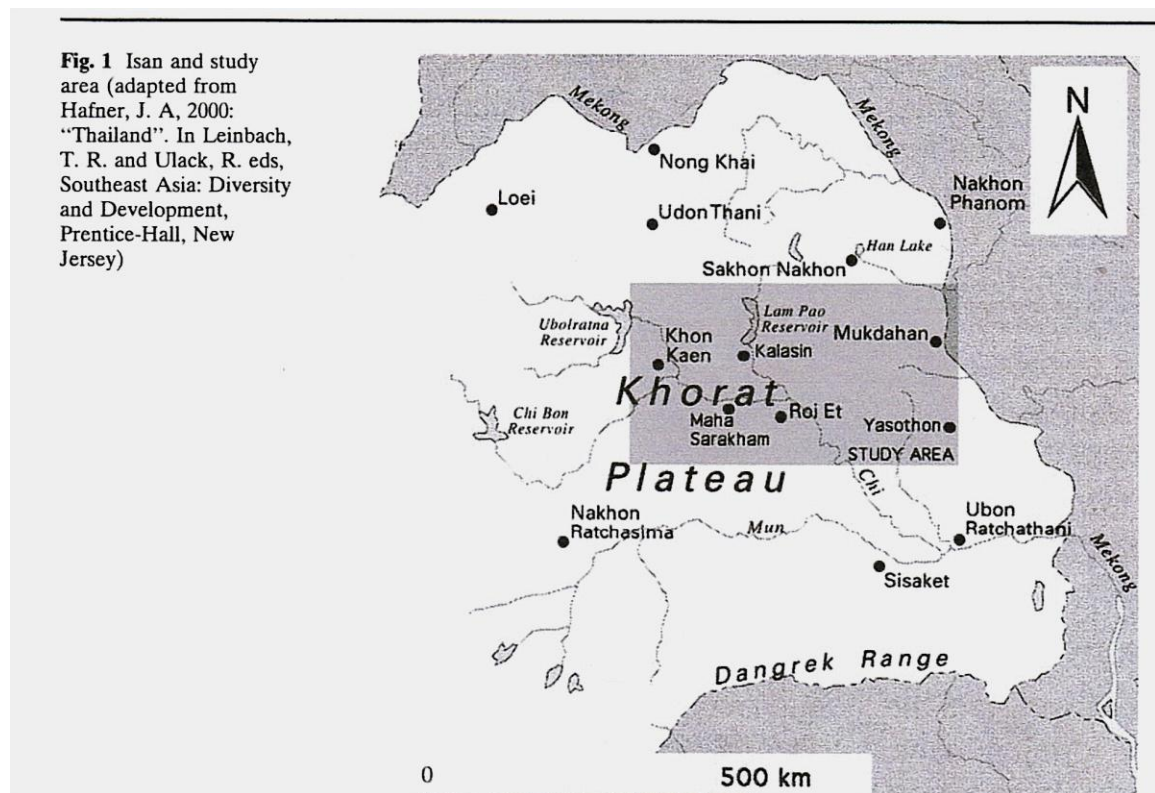 Fig. 1 Isan and study
area (adapted from
Hafner, J. A, 2000:
“Thailand”. In Leinbach,
T. R. and Ulack, R. eds,
Southeast Asia: Diversity
and Development,
Prentice-Hall, New
Jersey)
Mekong
Mekong
N
Nong Khai
Nakhon
Phanom
Loei
Udon Thani
Han Lake
Sakhon Nakhon
Lam Pao
Reservoir
Ubolratna
Reservoir
Khon
Kaen
Kalasin
Mukdahan
Khorat
Chi Bon
Reservoir
Maha
Sarakham
Roi Et
Yasothon
STUDY AREA
Plateau
Chi
Nakhon
Ratchasima
Mun
Ubon
Ratchathani
Mekong
Sisaket
Dangrek Range
0
500 km